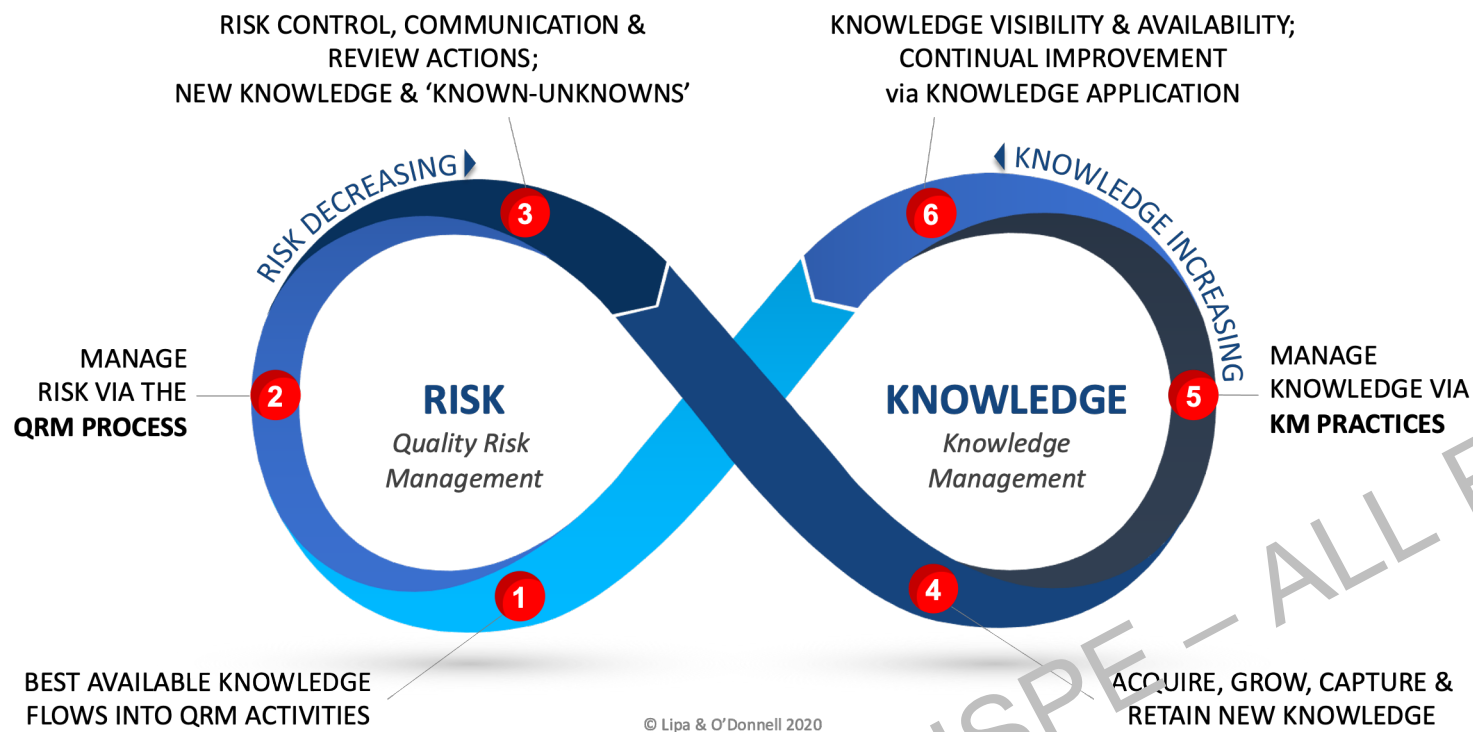 RISK CONTROL, COMMUNICATION &
REVIEW ACTIONS;
NEW KNOWLEDGE & ‘KNOWN-UNKNOWNS’
KNOWLEDGE VISIBILITY & AVAILABILITY;
CONTINUAL IMPROVEMENT
via KNOWLEDGE APPLICATION
RISK DECREASING
KNOWLEDGE INCREASING
3
6
MANAGE
RISK VIA THE
QRM PROCESS
2
RISK
Quality Risk
Management
KNOWLEDGE
Knowledge
Management
5
MANAGE
KNOWLEDGE VIA
KM PRACTICES
1
4
BEST AVAILABLE KNOWLEDGE
FLOWS INTO QRM ACTIVITIES
ACQUIRE, GROW, CAPTURE &
RETAIN NEW KNOWLEDGE
© Lipa & O’Donnell 2020
ISPE – ALL